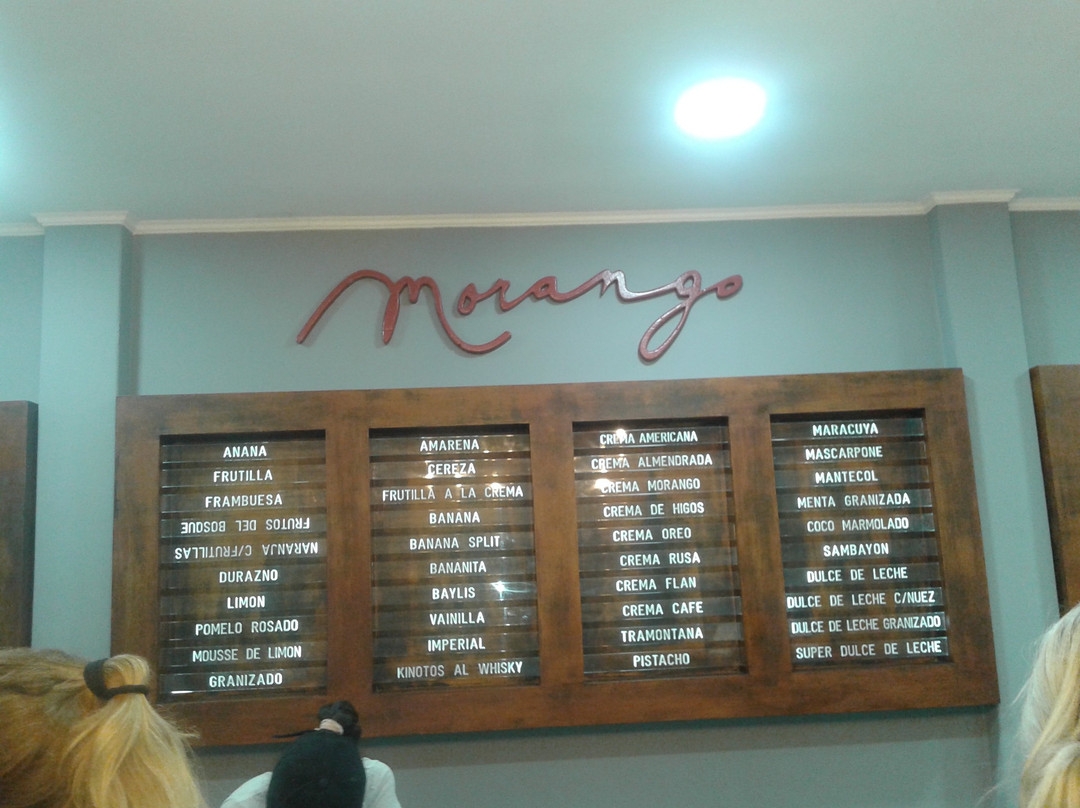 Morango
ANANÁ
FRUTILLA
FRAMBUESA
FRUTOS DEL BOSQUE
NARANJA C/FRUTILLAS
DURAZNO
LIMON
POMELO ROSADO
MOUSSE DE LIMON
GRANIZADO
AMARENA
CEREZA
FRUTILLA A LA CREMA
BANANA
BANANA SPLIT
BANANITA
BAYLIS
VAINILLA
IMPERIAL
KINOTOS AL WHISKY
CREMA AMERICANA
CREMA ALMENDRADA
CREMA MORANGO
CREMA DE HIGOS
CREMA OREO
CREMA RUSA
CREMA FLAN
CREMA CAFE
TRAMONTANA
PISTACHO
MARACUYA
MASCARPONE
MANTECOL
MENTA GRANIZADA
COCO MARMOLADO
SAMBAYON
DULCE DE LECHE
DULCE DE LECHE C/NUEZ
DULCE DE LECHE GRANIZADO
SUPER DULCE DE LECHE